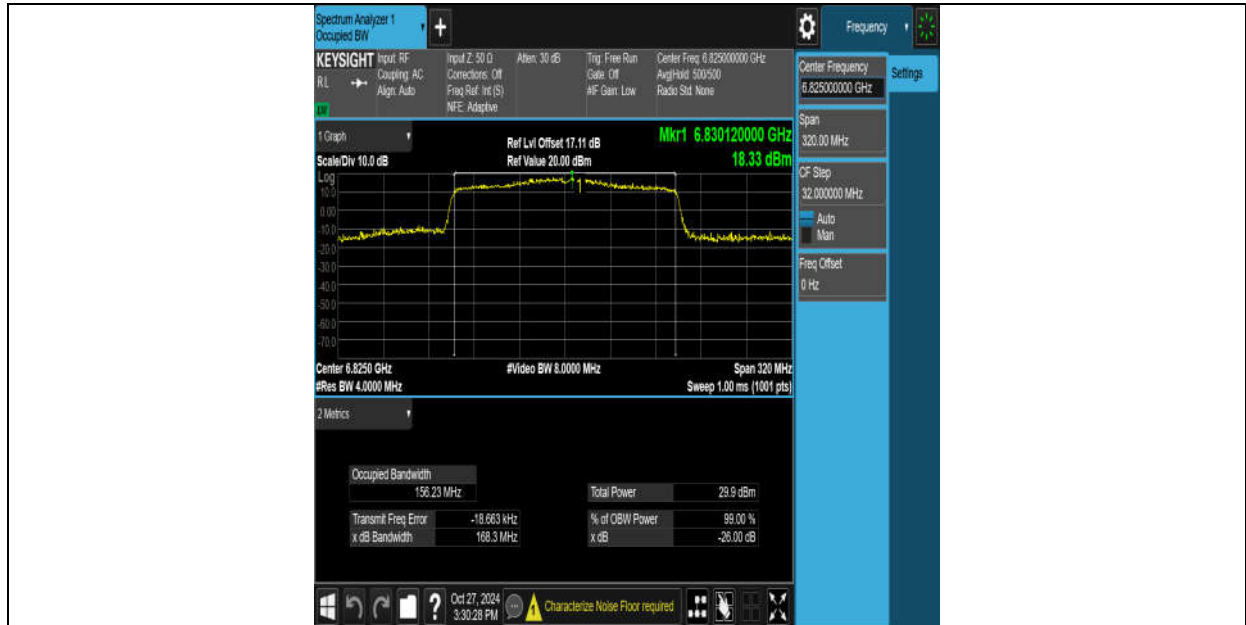 Spectrum Analyzer 1
Occupied BW
+
Frequency
KEYSIGHT
R L
Input: RF
Coupling: AC
Align: Auto
Input Z: 50 Ω
Corrections: Off
Freq Ref: Int (S)
NFE: Adaptive
Atten: 30 dB
Trig: Free Run
Gate: Off
#IF Gain: Low
Center Freq: 6.825000000 GHz
Avg|Hold: 500/500
Radio Std: None
Center Frequency
6.825000000 GHz
Settings
Span
320.00 MHz
CF Step
32.000000 MHz
Auto
Man
Freq Offset
0 Hz
1 Graph
Scale/Div 10.0 dB
Ref Lvl Offset 17.11 dB
Ref Value 20.00 dBm
Mkr1 6.830120000 GHz
18.33 dBm
Log
10.0
0.00
-10.0
-20.0
-30.0
-40.0
-50.0
-60.0
-70.0
1
Center 6.8250 GHz
#Res BW 4.0000 MHz
#Video BW 8.0000 MHz
Span 320 MHz
Sweep 1.00 ms (1001 pts)
2 Metrics
Occupied Bandwidth
156.23 MHz
Total Power 29.9 dBm
Transmit Freq Error -18.663 kHz
% of OBW Power 99.00 %
x dB Bandwidth 168.3 MHz
x dB -26.00 dB
?
Oct 27, 2024
3:30:28 PM
Characterize Noise Floor required